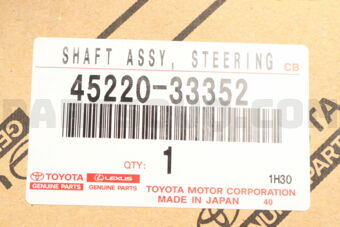 SHAFT ASSY, STEERING
CB
45220-33352
QTY: 1
1H30
TOYOTA LEXUS TOYOTA MOTOR CORPORATION
GENUINE PARTS GENUINE PARTS MADE IN JAPAN 40